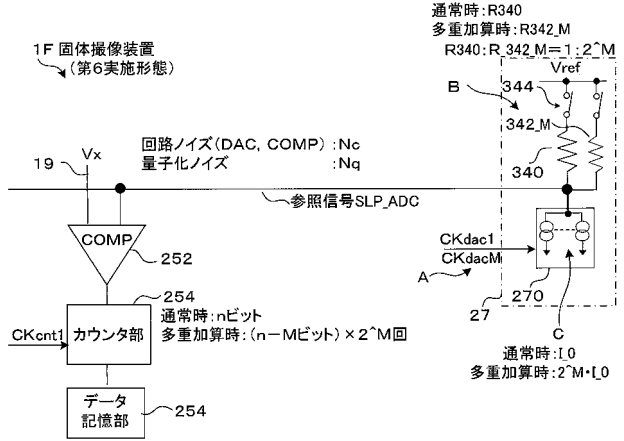 通常時:R340
多重加算時:R342_M
R340:R_342_M=1:2^M
1F 固体撮像装置
(第6実施形態)
Vref
344
B
342_M
340
回路ノイズ(DAC, COMP) :Nc
量子化ノイズ :Nq
Vx
19
参照信号SLP_ADC
COMP
252
CKdac1
CKdacM
A
27
270
C
254
通常時:nビット
多重加算時:(n-Mビット)×2^M回
CKcnt1
カウンタ部
通常時:I_0
多重加算時:2^M・I_0
データ
記憶部
254